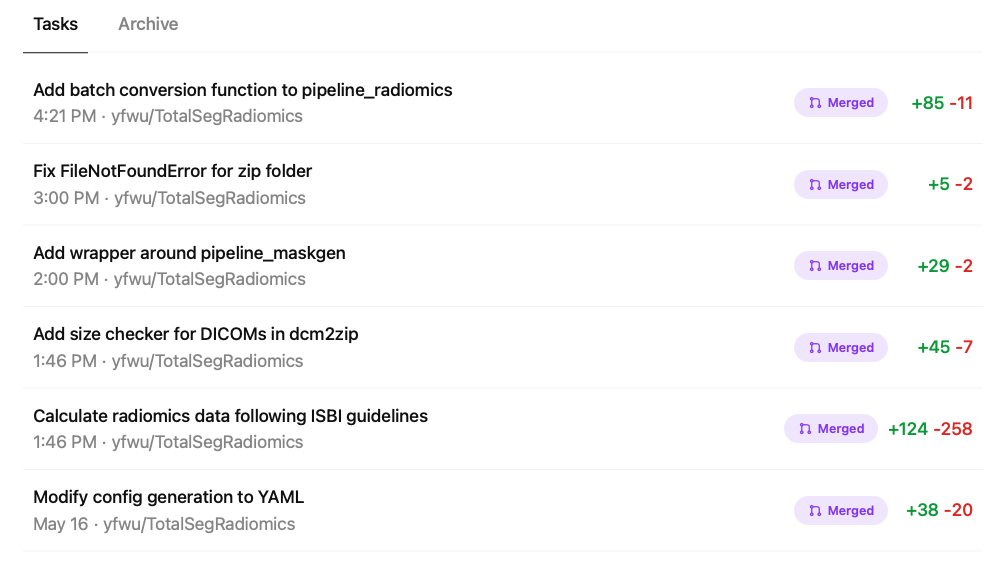 Tasks Archive
Add batch conversion function to pipeline_radiomics
4:21 PM · yfwu/TotalSegRadiomics
Merged +85 -11
Fix FileNotFoundError for zip folder
3:00 PM · yfwu/TotalSegRadiomics
Merged +5 -2
Add wrapper around pipeline_maskgen
2:00 PM · yfwu/TotalSegRadiomics
Merged +29 -2
Add size checker for DICOMs in dcm2zip
1:46 PM · yfwu/TotalSegRadiomics
Merged +45 -7
Calculate radiomics data following ISBI guidelines
1:46 PM · yfwu/TotalSegRadiomics
Merged +124 -258
Modify config generation to YAML
May 16 · yfwu/TotalSegRadiomics
Merged +38 -20